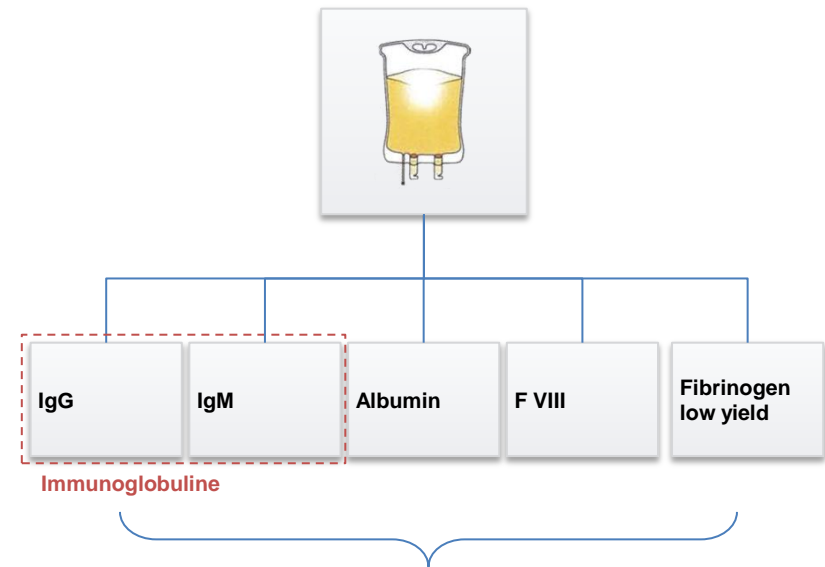 IgG
IgM
Albumin
F VIII
Fibrinogen
low yield
Immunoglobuline